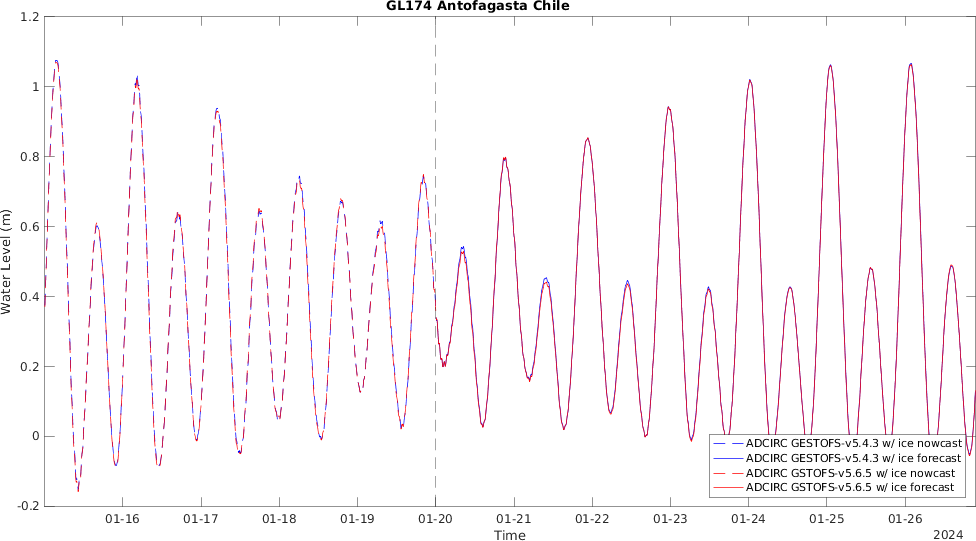 GL174 Antofagasta Chile
Water Level (m)
1.2
1
0.8
0.6
0.4
0.2
0
-0.2
ADCIRC GESTOFS-v5.4.3 w/ ice nowcast
ADCIRC GESTOFS-v5.4.3 w/ ice forecast
ADCIRC GSTOFS-v5.6.5 w/ ice nowcast
ADCIRC GSTOFS-v5.6.5 w/ ice forecast
01-16 01-17 01-18 01-19 01-20 01-21 01-22 01-23 01-24 01-25 01-26
Time
2024